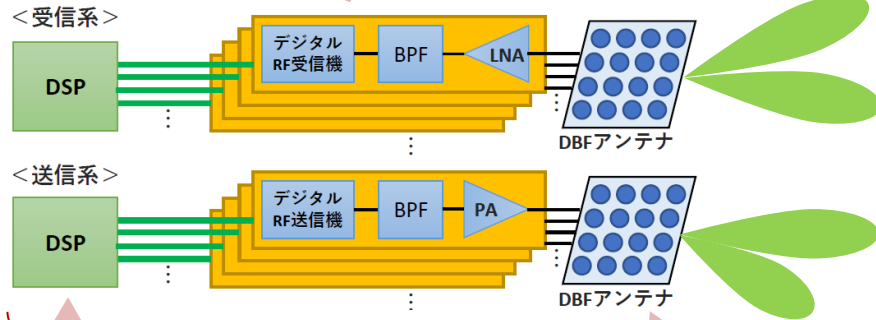 ＜受信系＞
DSP
デジタル
RF受信機
BPF
LNA
DBFアンテナ
＜送信系＞
DSP
デジタル
RF送信機
BPF
PA
DBFアンテナ